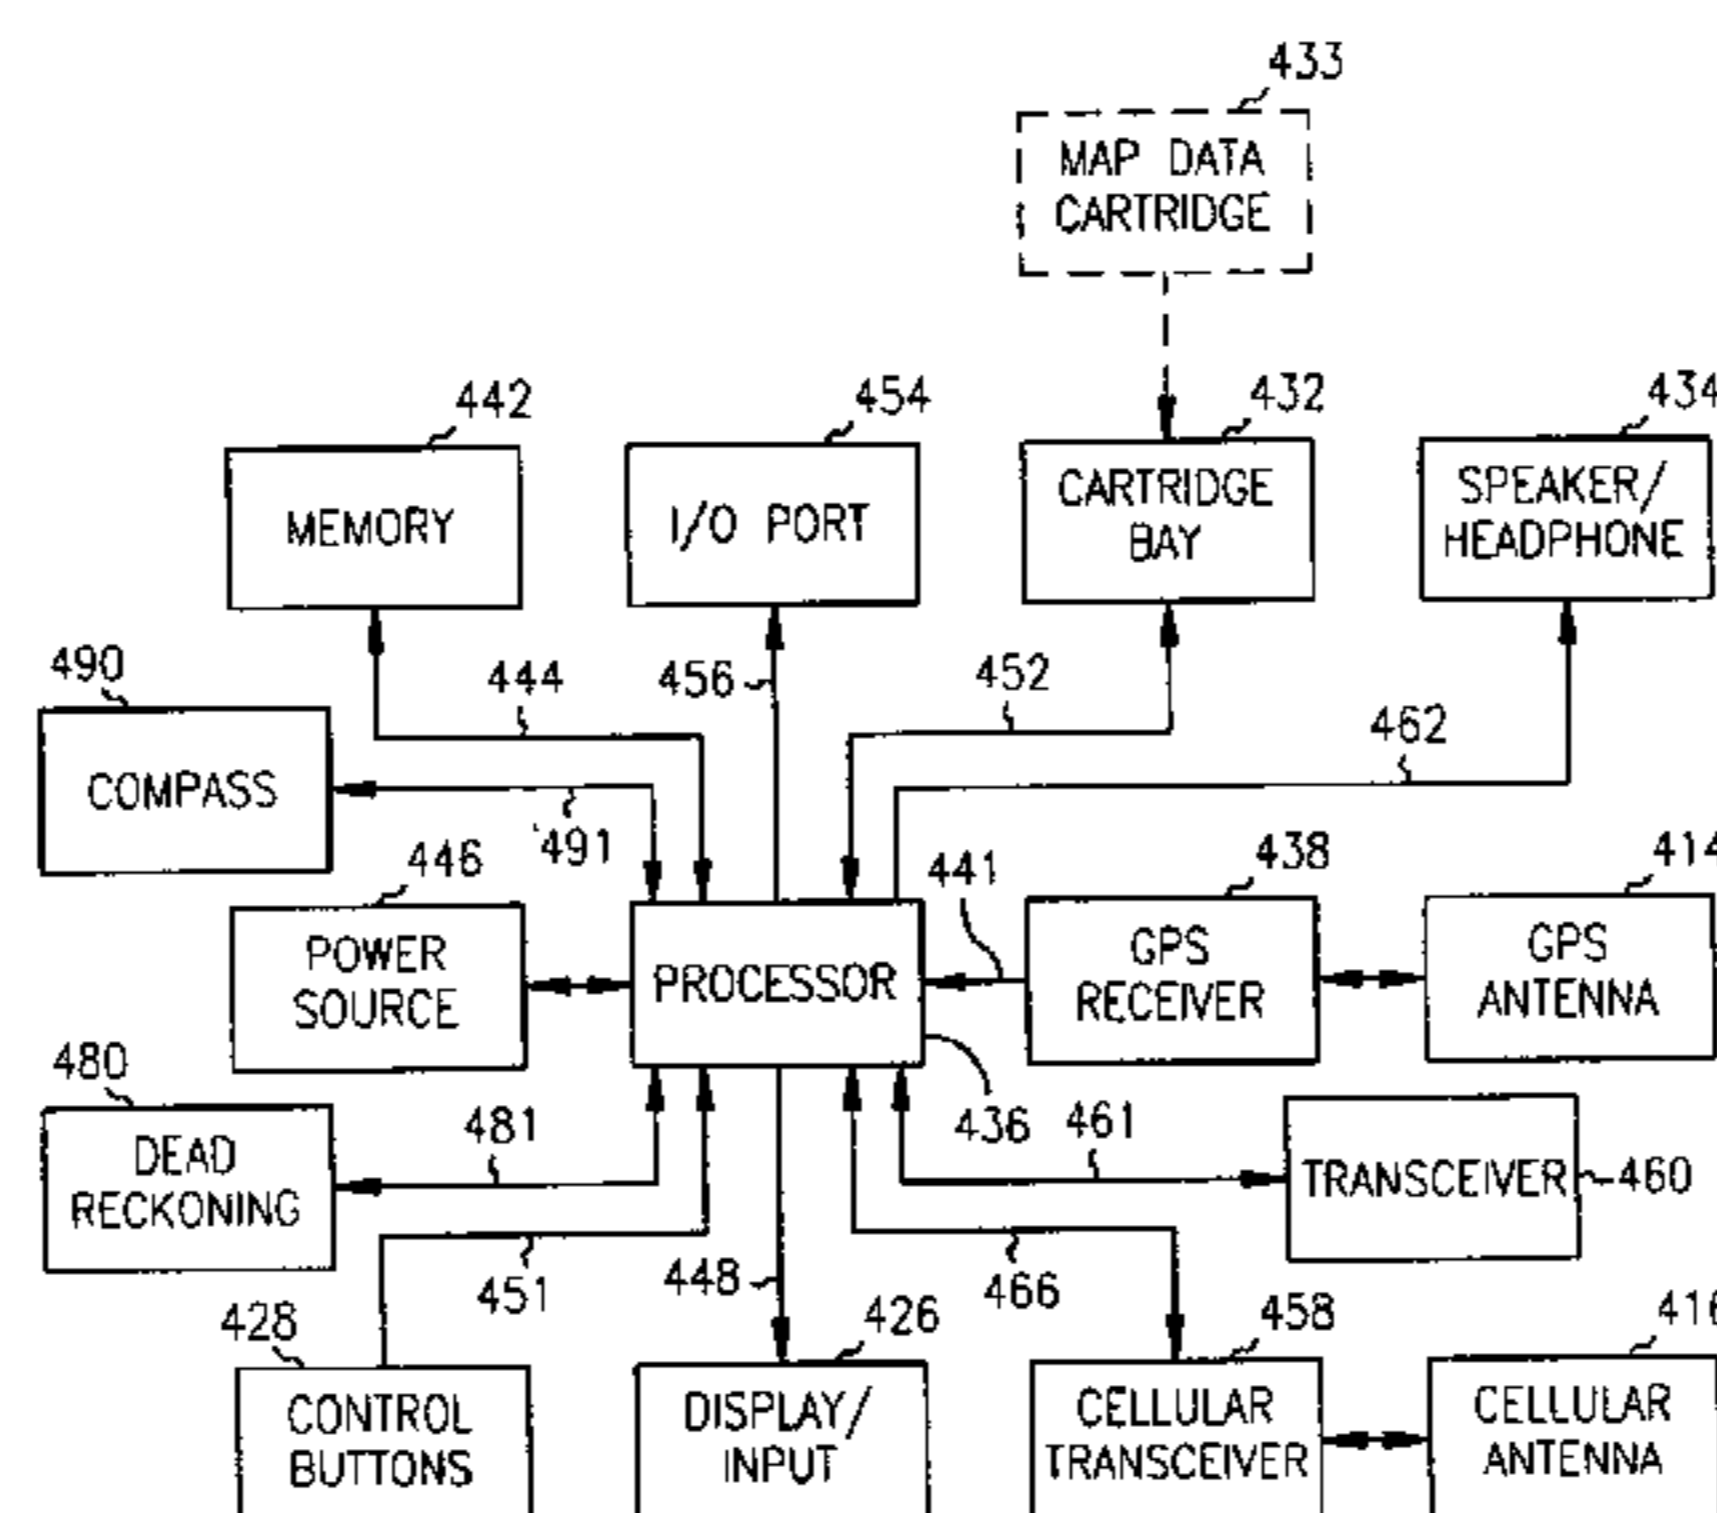 433
MAP DATA
CARTRIDGE
442
454
432
434
MEMORY
I/O PORT
CARTRIDGE
BAY
SPEAKER/
HEADPHONE
490
444
456
452
462
COMPASS
491
446
441
438
414
POWER
SOURCE
PROCESSOR
GPS
RECEIVER
GPS
ANTENNA
480
481
436
461
DEAD
RECKONING
TRANSCEIVER
460
451
448
466
428
426
458
416
CONTROL
BUTTONS
DISPLAY/
INPUT
CELLULAR
TRANSCEIVER
CELLULAR
ANTENNA